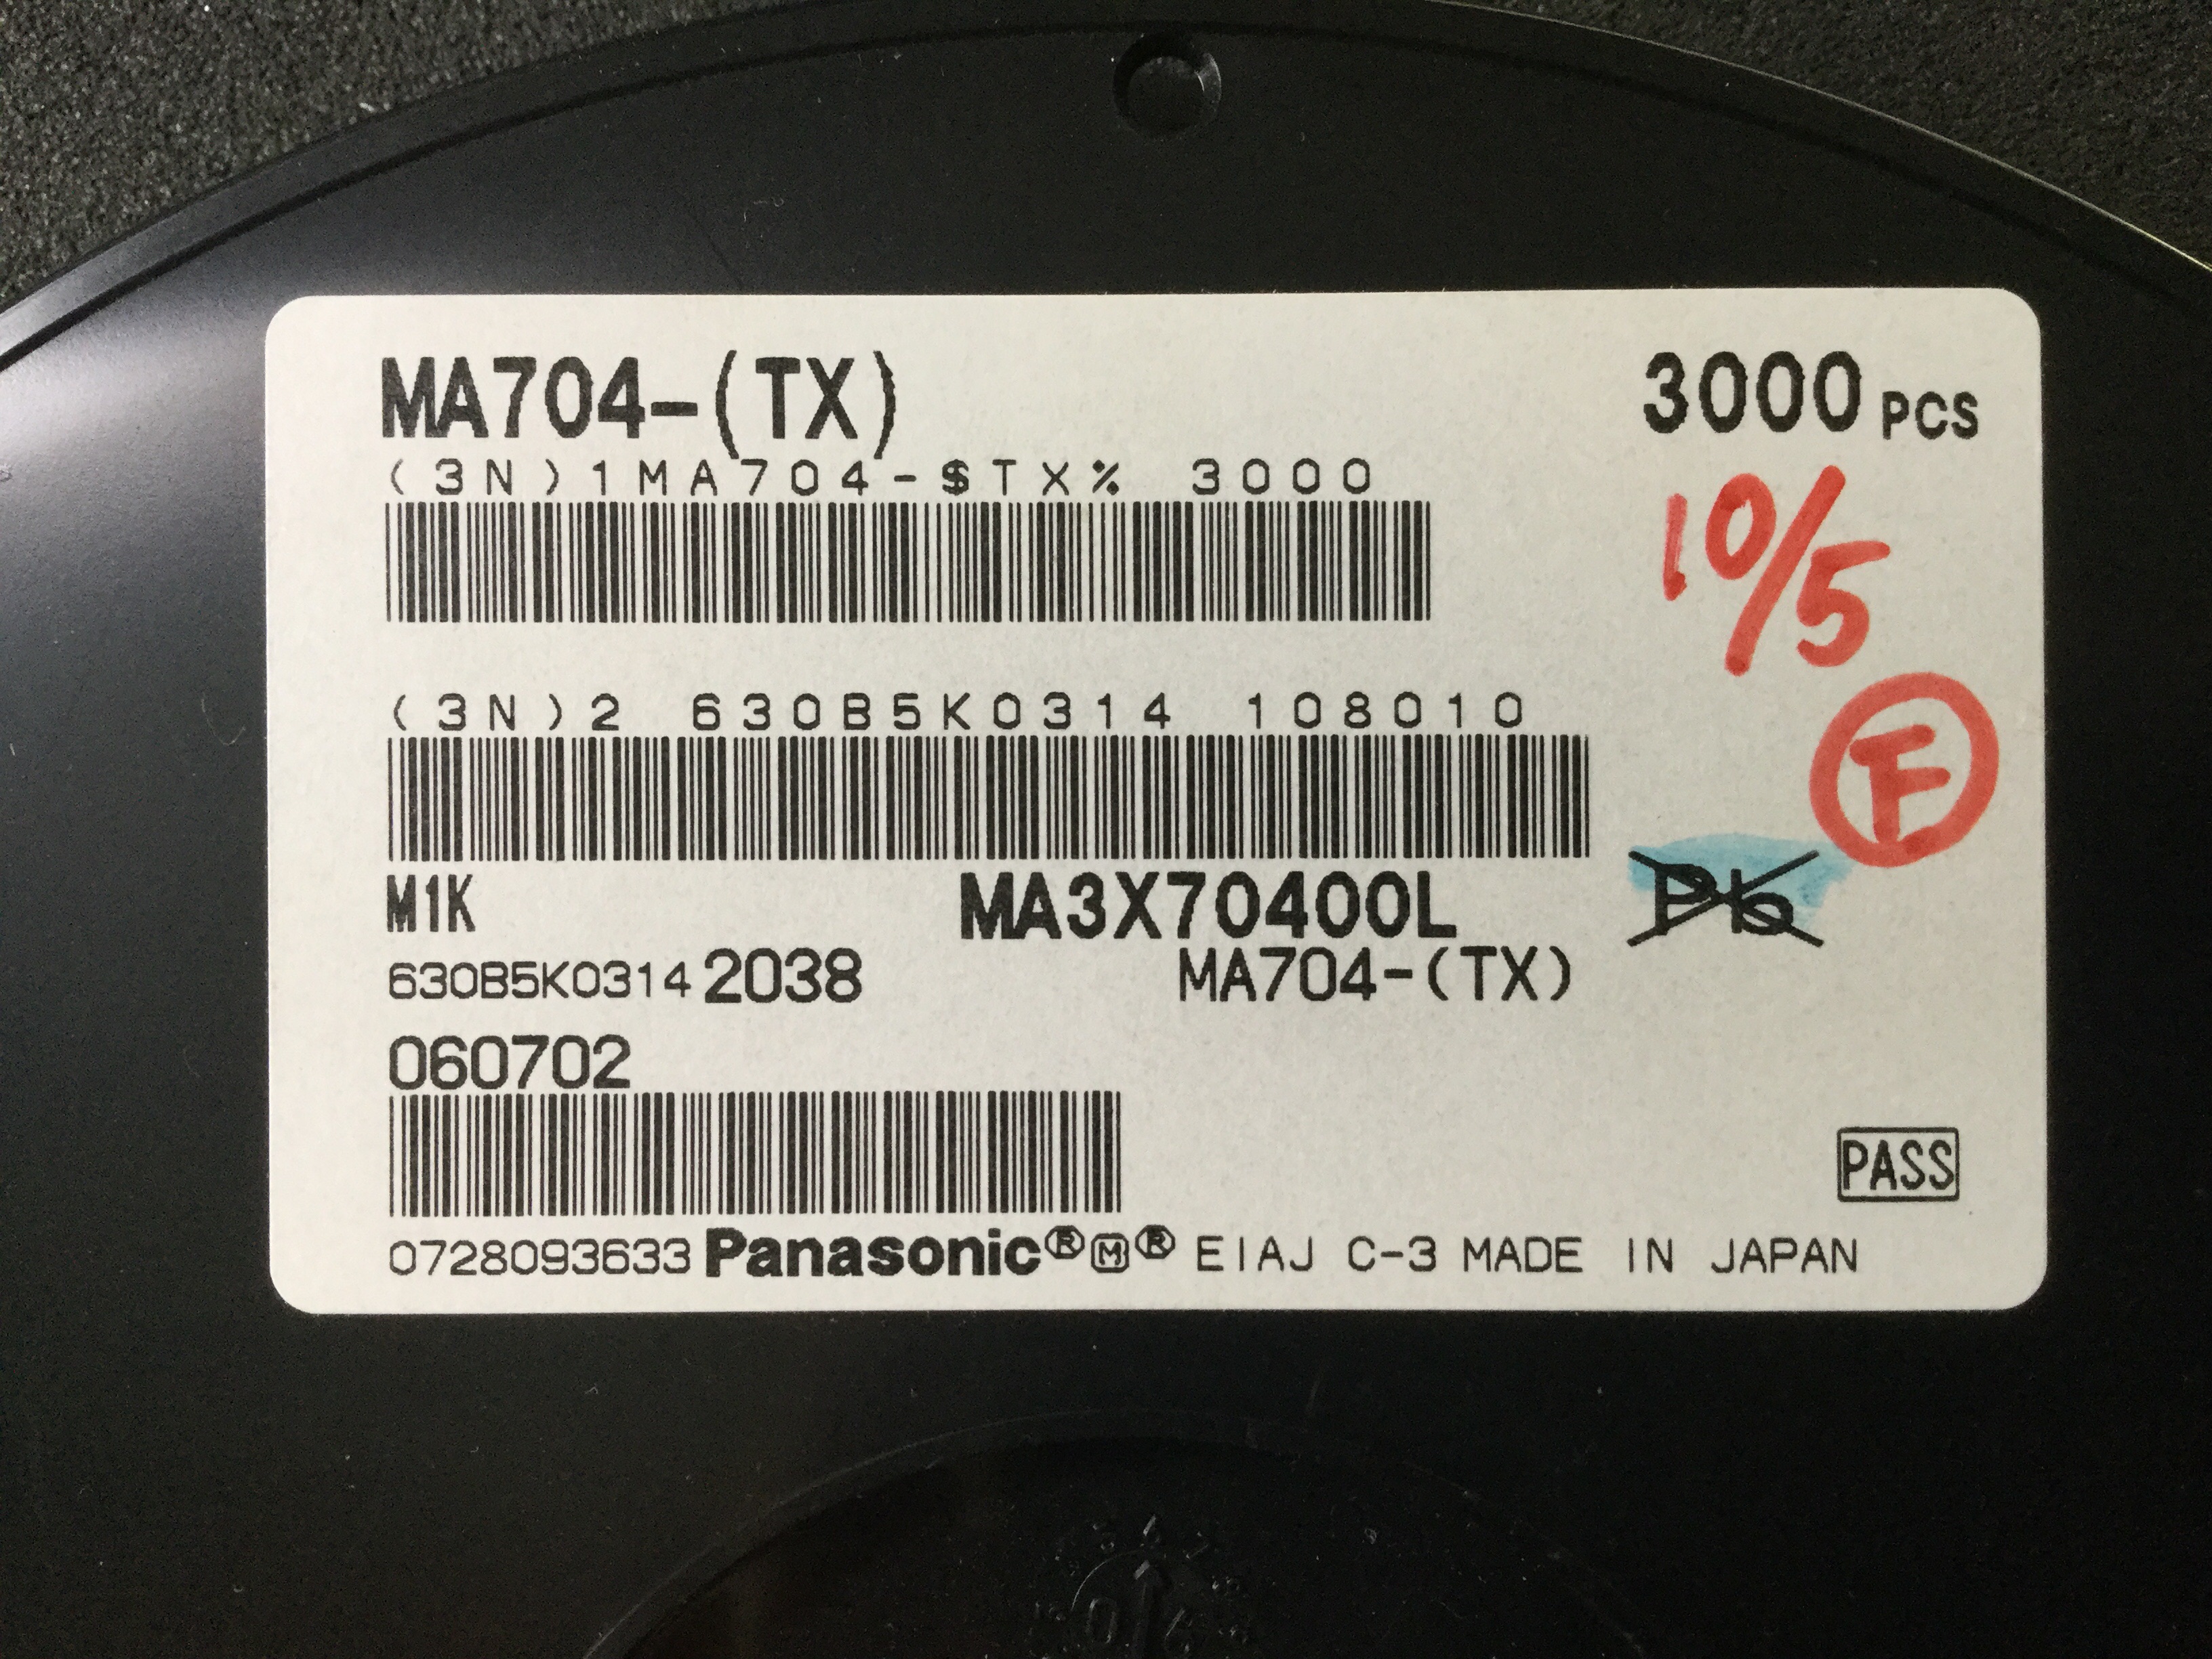 MA704-(TX)
3000 PCS
(3N)1MA704-$TX% 3000
10/5
(3N)2 630B5K0314 108010
F
M1K
MA3X70400L
Pb
630B5K0314 2038
MA704-(TX)
060702
PASS
0728093633 Panasonic®Ⓜ® EIAJ C-3 MADE IN JAPAN